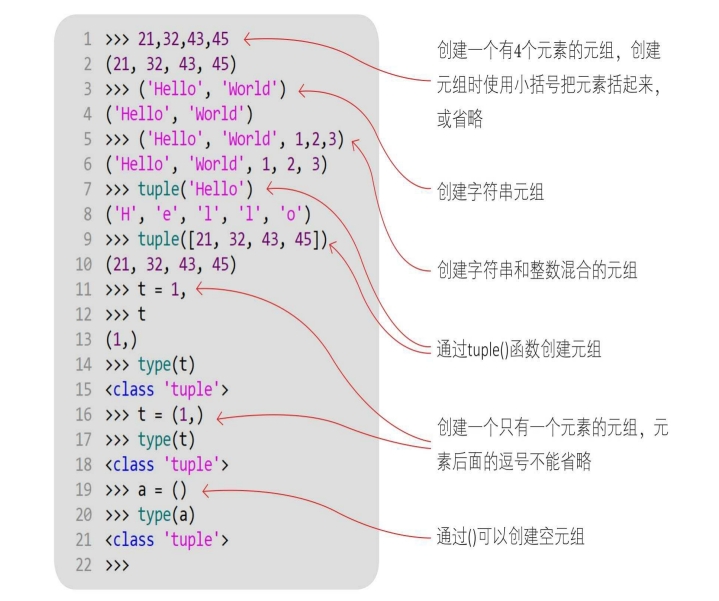 1 >>> 21,32,43,45
2 (21, 32, 43, 45)
3 >>> ('Hello', 'World')
4 ('Hello', 'World')
5 >>> ('Hello', 'World', 1,2,3)
6 ('Hello', 'World', 1, 2, 3)
7 >>> tuple('Hello')
8 ('H', 'e', 'l', 'l', 'o')
9 >>> tuple([21, 32, 43, 45])
10 (21, 32, 43, 45)
11 >>> t = 1,
12 >>> t
13 (1,)
14 >>> type(t)
15 <class 'tuple'>
16 >>> t = (1,)
17 >>> type(t)
18 <class 'tuple'>
19 >>> a = ()
20 >>> type(a)
21 <class 'tuple'>
22 >>>
创建一个有4个元素的元组，创建
元组时使用小括号把元素括起来，
或省略
创建字符串元组
创建字符串和整数混合的元组
通过tuple()函数创建元组
创建一个只有一个元素的元组，元
素后面的逗号不能省略
通过()可以创建空元组